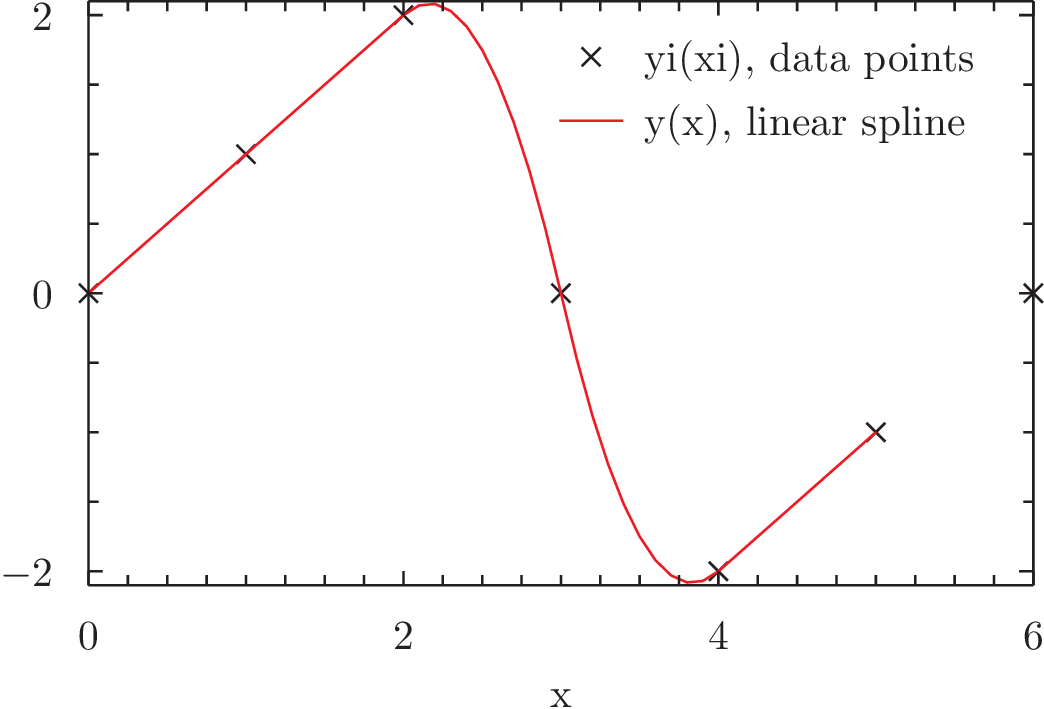 2
yi(xi), data points
y(x), linear spline
0
−2
0 2 4 6
x